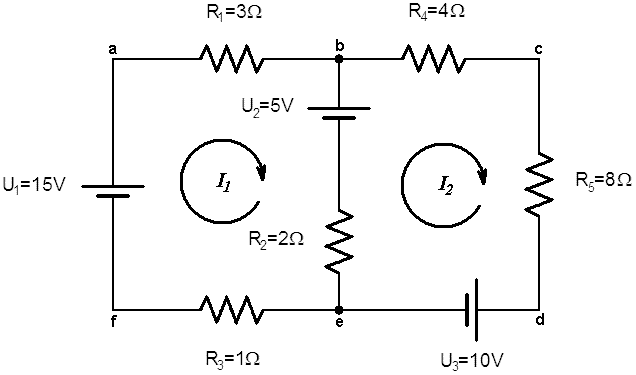 R₁=3Ω
R₄=4Ω
a
b
c
U₂=5V
U₁=15V
I₁
I₂
R₅=8Ω
R₂=2Ω
f
e
d
R₃=1Ω
U₃=10V